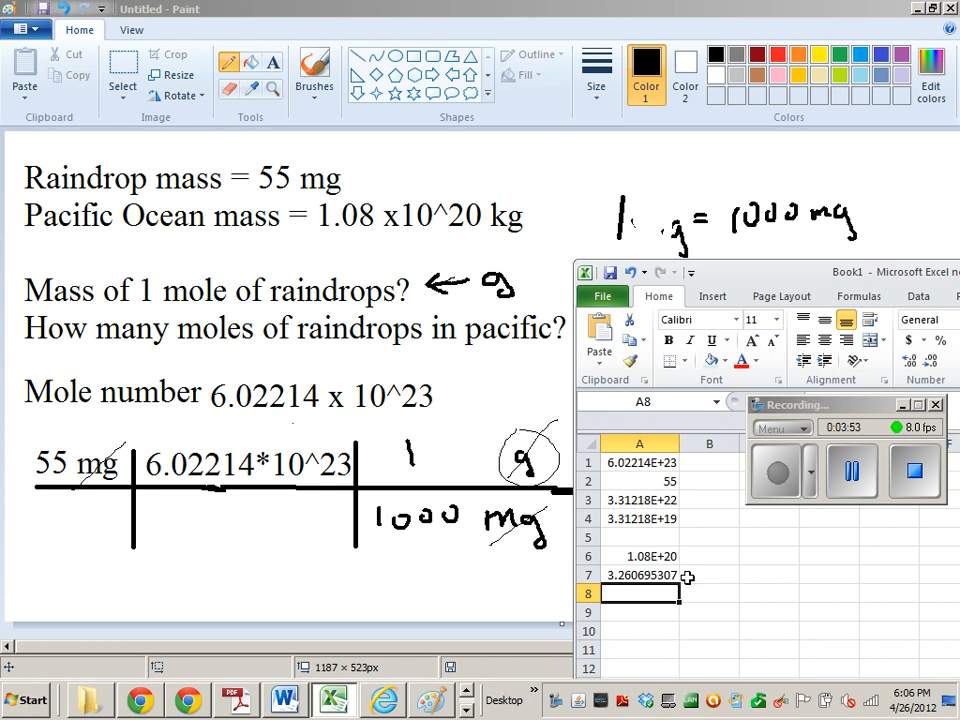 Untitled - Paint
Home View
Paste
Cut
Copy
Clipboard
Select
Crop
Resize
Rotate
Image
A
Tools
Brushes
Shapes
Outline
Fill
Size
Color 1
Color 2
Edit colors
Colors
Raindrop mass = 55 mg
Pacific Ocean mass = 1.08 x10^20 kg
g = 1000 mg
Mass of 1 mole of raindrops? ← g
How many moles of raindrops in pacific?
Mole number 6.02214 x 10^23
55 mg 6.02214*10^23 1 g
1000 mg
Book1 - Microsoft Excel
File Home Insert Page Layout Formulas Data
Paste
Clipboard
Calibri 11
B I U A A
A
Font
Alignment
General
$ %
.00
Number
A8
Recording...
Menu 0:03:53 8.0 fps
A B F
1 6.02214E+23
2 55
3 3.31218E+22
4 3.31218E+19
5
6 1.08E+20
7 3.260695307
8
9
10
11
12
1187 × 523px
Start
PDF
W
Desktop
LAN
6:06 PM
4/26/2012